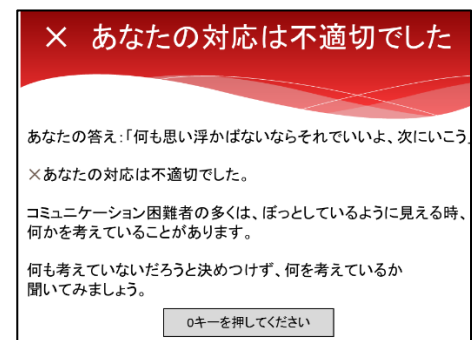 × あなたの対応は不適切でした
あなたの答え:「何も思い浮かばないならそれでいいよ、次にいこう」
×あなたの対応は不適切でした。
コミュニケーション困難者の多くは、ぼっとしているように見える時、
何かを考えていることがあります。
何も考えていないだろうと決めつけず、何を考えているか
聞いてみましょう。
0キーを押してください